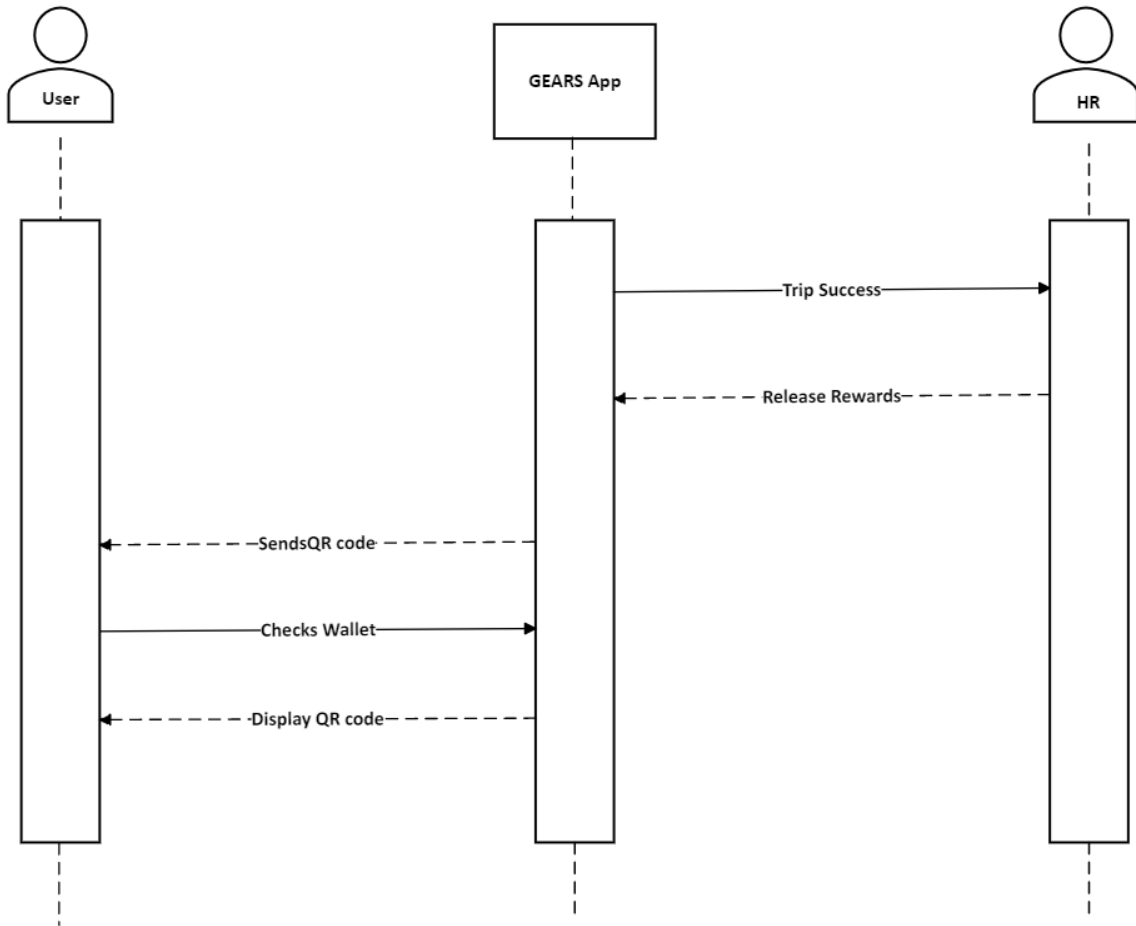 User
GEARS App
HR
Trip Success
Release Rewards
SendsQR code
Checks Wallet
Display QR code